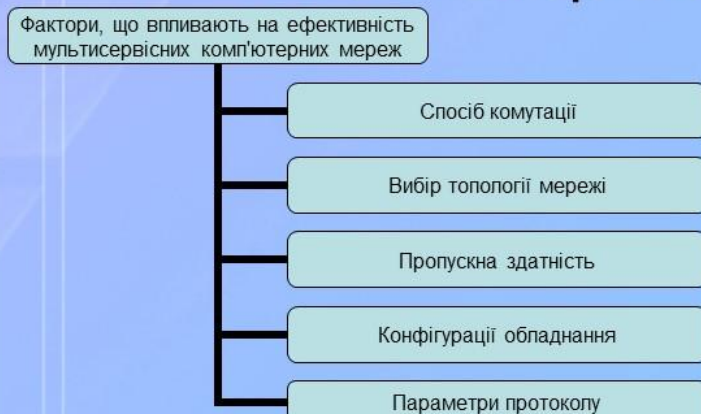 Фактори, що впливають на ефективність
мультисервісних комп'ютерних мереж
Спосіб комутації
Вибір топології мережі
Пропускна здатність
Конфігурації обладнання
Параметри протоколу